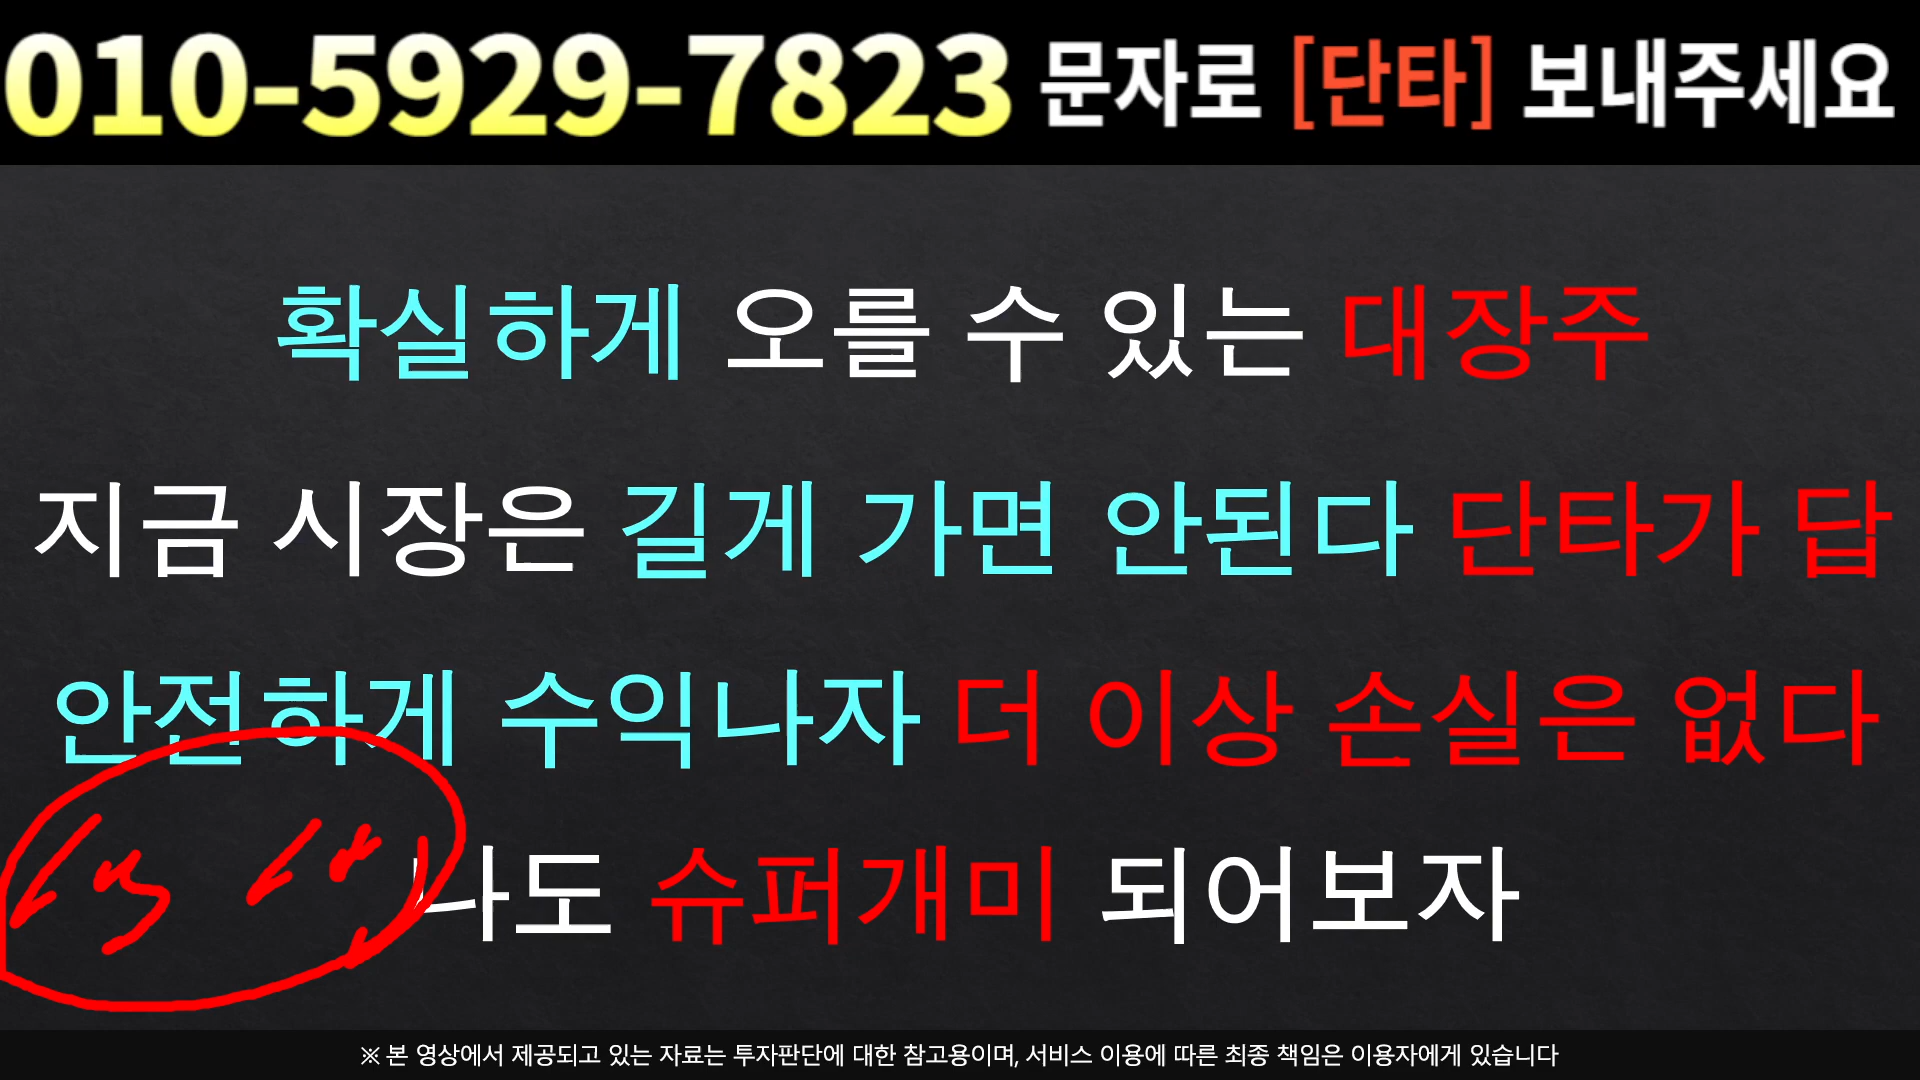 010-5929-7823 문자로 [단타] 보내주세요
확실하게 오를 수 있는 대장주
지금 시장은 길게 가면 안된다 단타가 답
안전하게 수익나자 더 이상 손실은 없다
나도 슈퍼개미 되어보자
※ 본 영상에서 제공되고 있는 자료는 투자판단에 대한 참고용이며, 서비스 이용에 따른 최종 책임은 이용자에게 있습니다